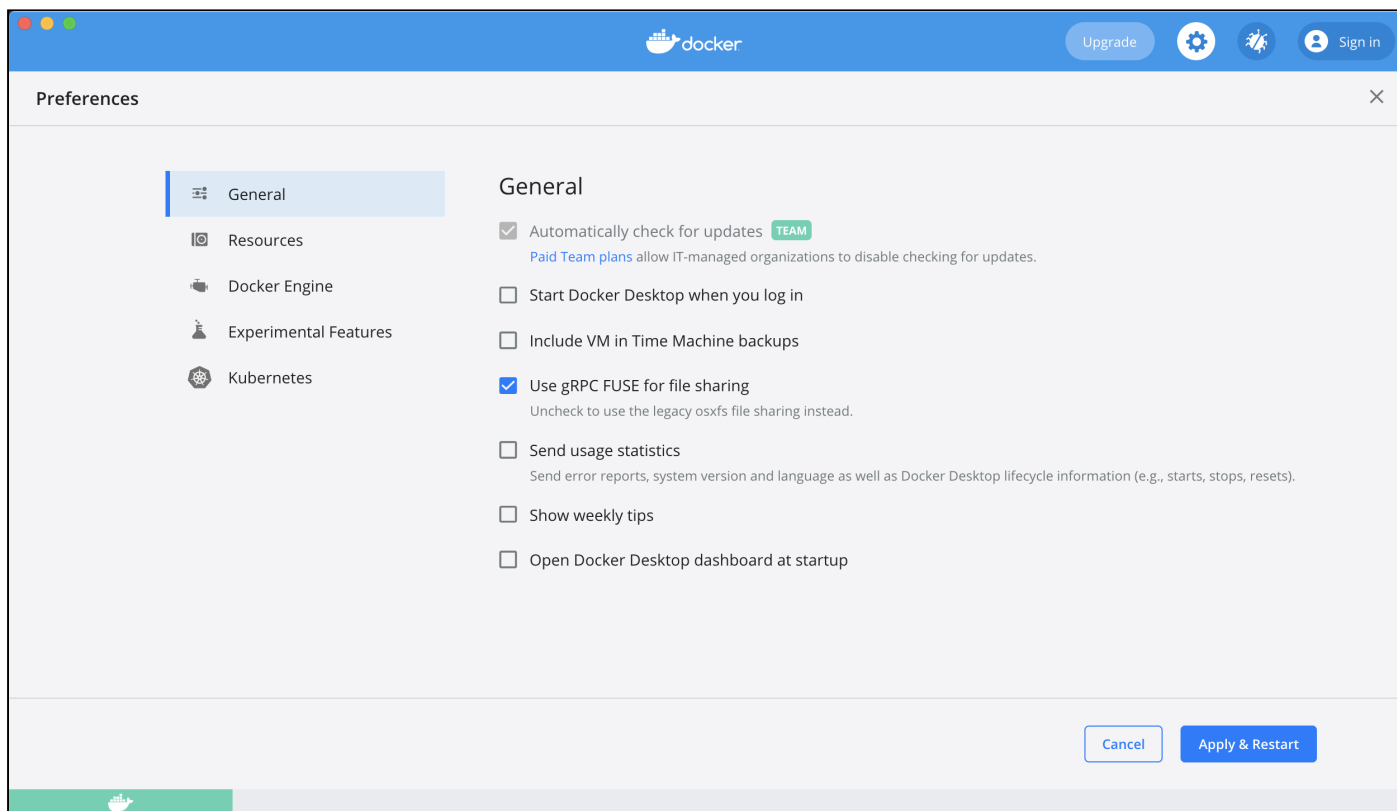 docker
Upgrade
Sign in
Preferences
General
Resources
Docker Engine
Experimental Features
Kubernetes
General
Automatically check for updates TEAM
Paid Team plans allow IT-managed organizations to disable checking for updates.
Start Docker Desktop when you log in
Include VM in Time Machine backups
Use gRPC FUSE for file sharing
Uncheck to use the legacy osxfs file sharing instead.
Send usage statistics
Send error reports, system version and language as well as Docker Desktop lifecycle information (e.g., starts, stops, resets).
Show weekly tips
Open Docker Desktop dashboard at startup
Cancel
Apply & Restart